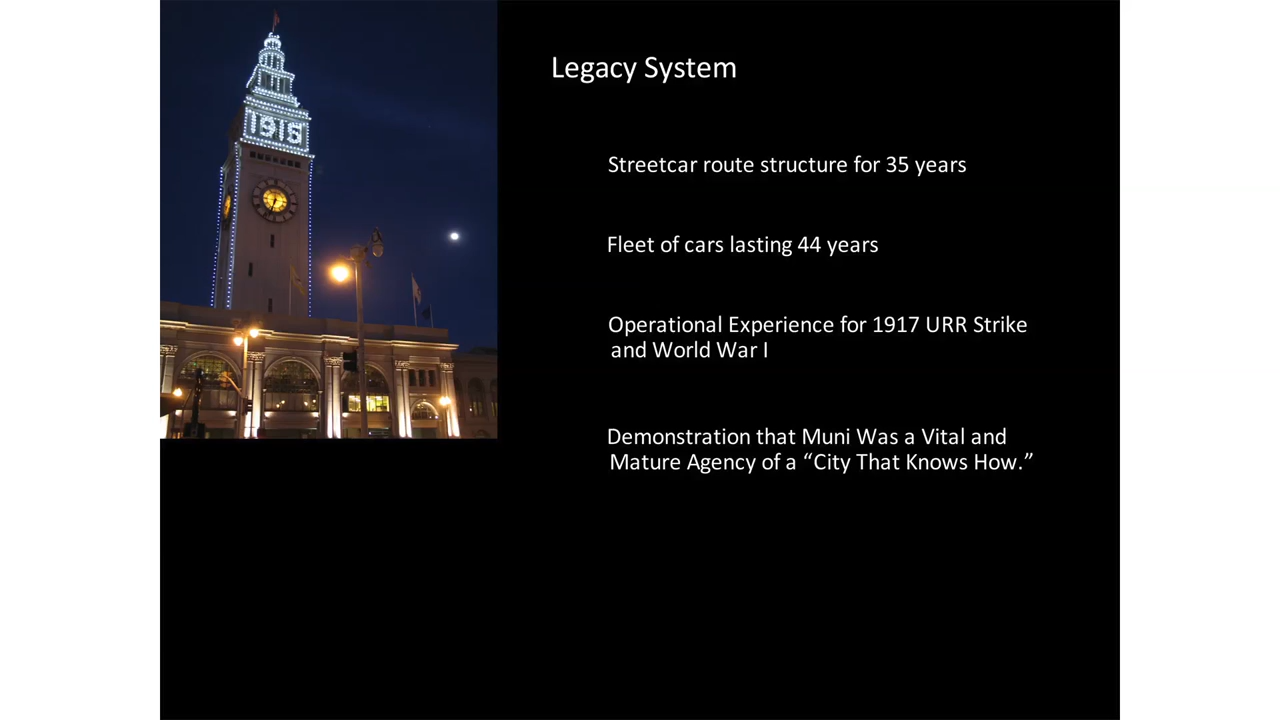 1915
Legacy System
Streetcar route structure for 35 years
Fleet of cars lasting 44 years
Operational Experience for 1917 URR Strike
and World War I
Demonstration that Muni Was a Vital and
Mature Agency of a “City That Knows How.”